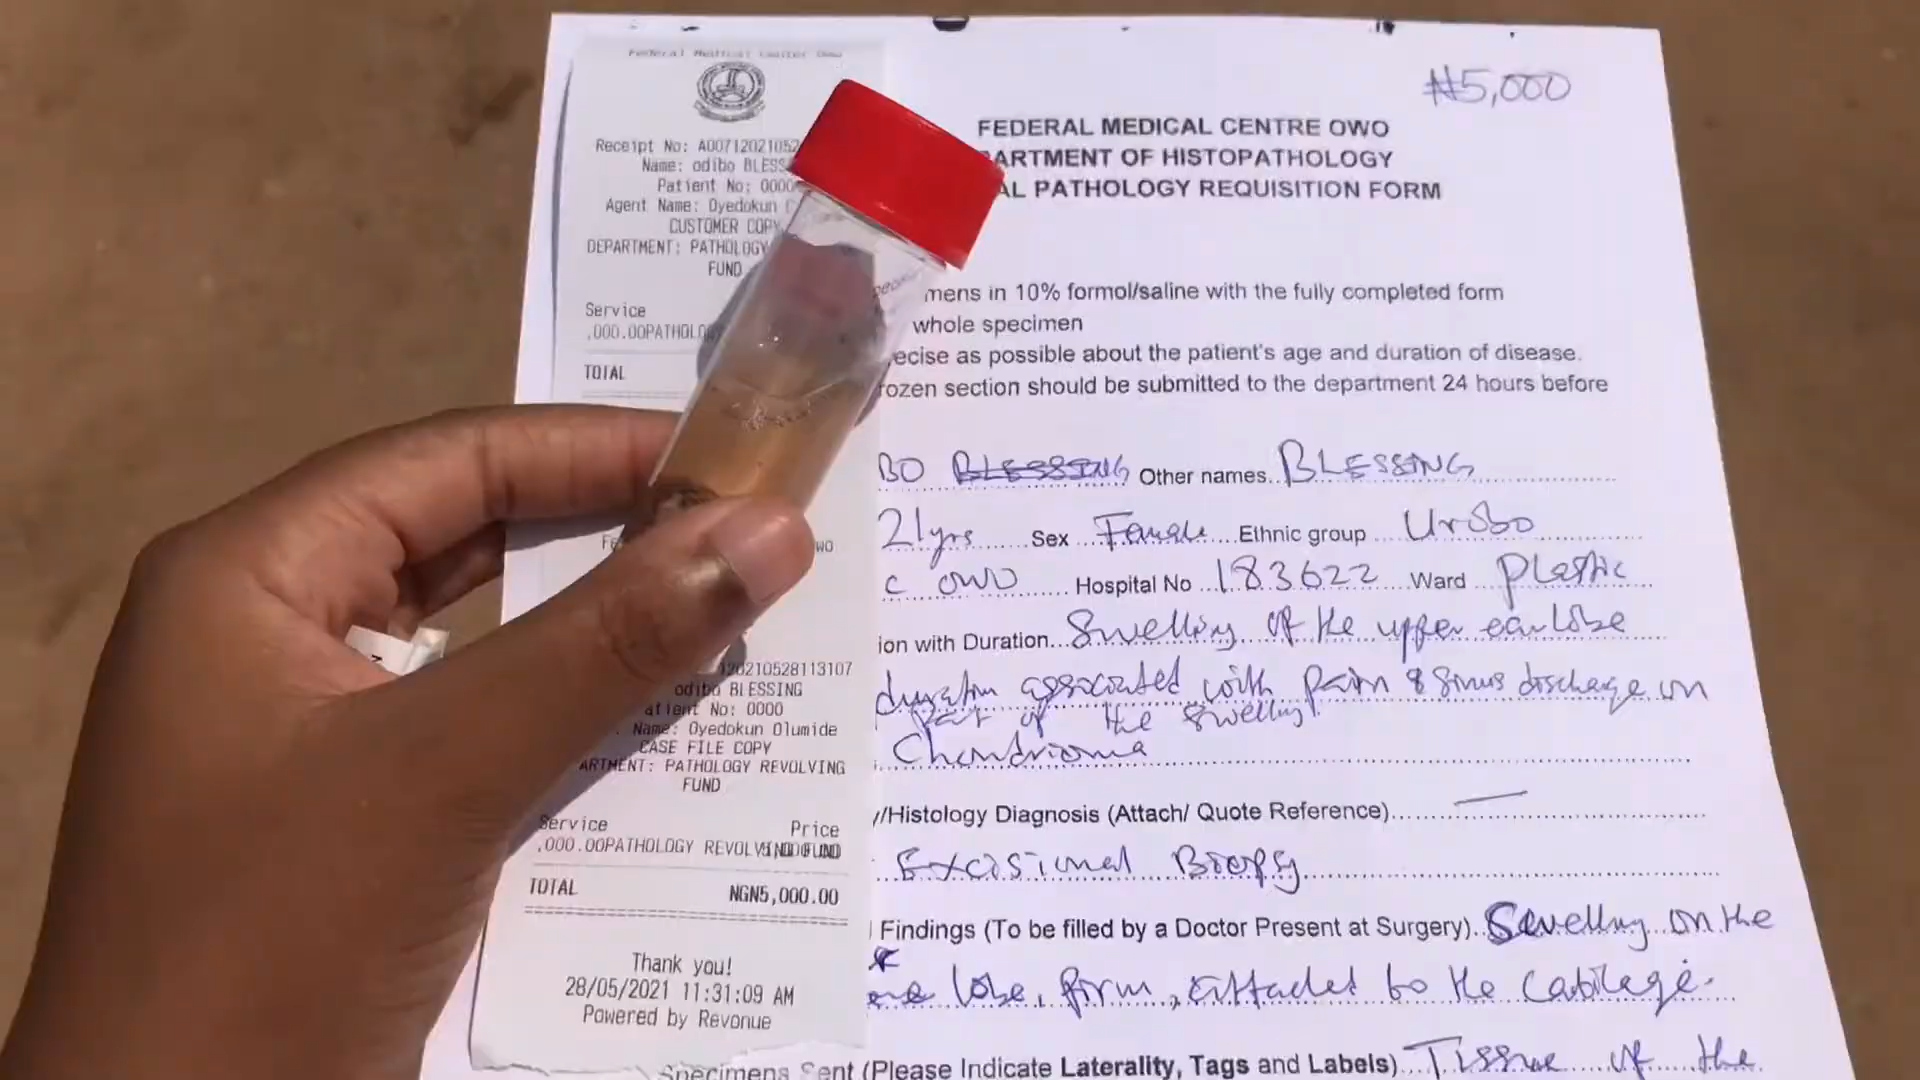 Federal Medical Center Owo
Receipt No: A00712021052
Name: odibo BLESS
Patient No: 0000
Agent Name: Oyedokun
CUSTOMER COPY
DEPARTMENT: PATHOLOGY
FUND
Service
,000.00PATHOLO
TOTAL
owo
120210528113107
odibo BLESSING
atient No: 0000
Name: Oyedokun Olumide
CASE FILE COPY
ARTMENT: PATHOLOGY REVOLVING
FUND
Service Price
,000.00PATHOLOGY REVOLVING FUND
TOTAL NGN5,000.00
Thank you!
28/05/2021 11:31:09 AM
Powered by Revonue
₦5,000
FEDERAL MEDICAL CENTRE OWO
ARTMENT OF HISTOPATHOLOGY
AL PATHOLOGY REQUISITION FORM
mens in 10% formol/saline with the fully completed form
whole specimen
ecise as possible about the patient's age and duration of disease.
rozen section should be submitted to the department 24 hours before
BO BLESSING Other names BLESSING
21yrs Sex Female Ethnic group Urobo
C OWO Hospital No 183622 Ward Plastic
ion with Duration Swelling of the upper earlobe
duration associated with pain & sinus discharge on
part of the swelling.
Chondrioma
y/Histology Diagnosis (Attach/ Quote Reference)
Excisional Biopsy
Findings (To be filled by a Doctor Present at Surgery) Swelling on the
lobe, firm, attached to the cartilage.
Specimens Sent (Please Indicate Laterality, Tags and Labels) Tissue of the